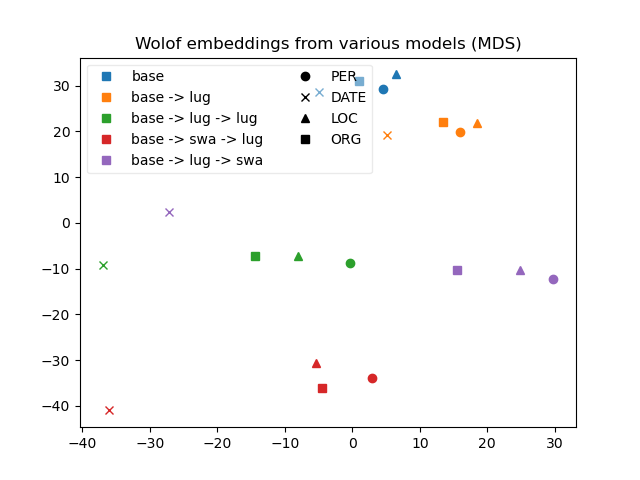 Wolof embeddings from various models (MDS)
base
base -> lug
base -> lug -> lug
base -> swa -> lug
base -> lug -> swa
PER
DATE
LOC
ORG
30
20
10
0
−10
−20
−30
−40
−40 −30 −20 −10 0 10 20 30